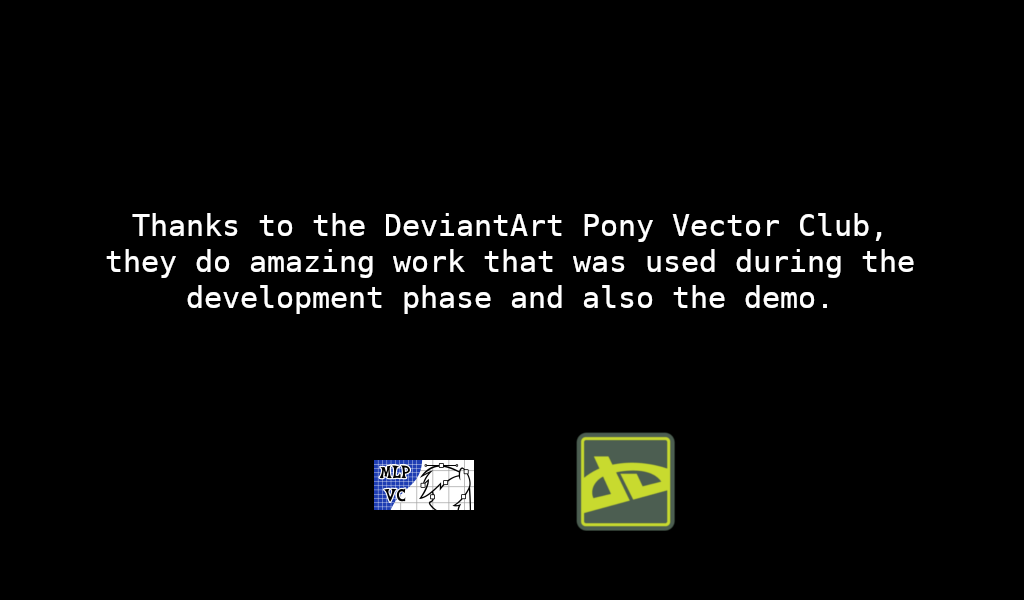 Thanks to the DeviantArt Pony Vector Club,
they do amazing work that was used during the
development phase and also the demo.
MLP
VC